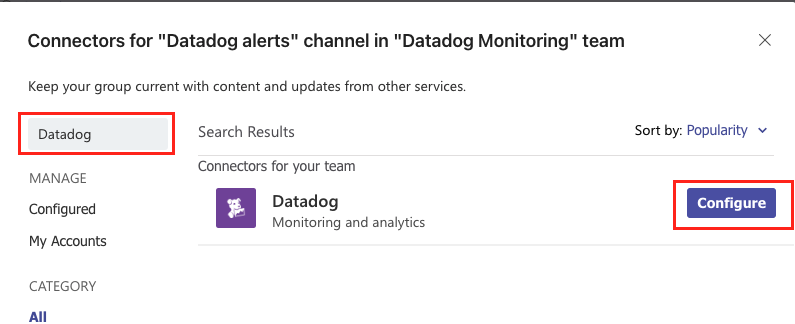 Connectors for "Datadog alerts" channel in "Datadog Monitoring" team
Keep your group current with content and updates from other services.
Datadog
Search Results
Sort by: Popularity
MANAGE
Connectors for your team
Configured
Datadog
Configure
My Accounts
Monitoring and analytics
CATEGORY
All